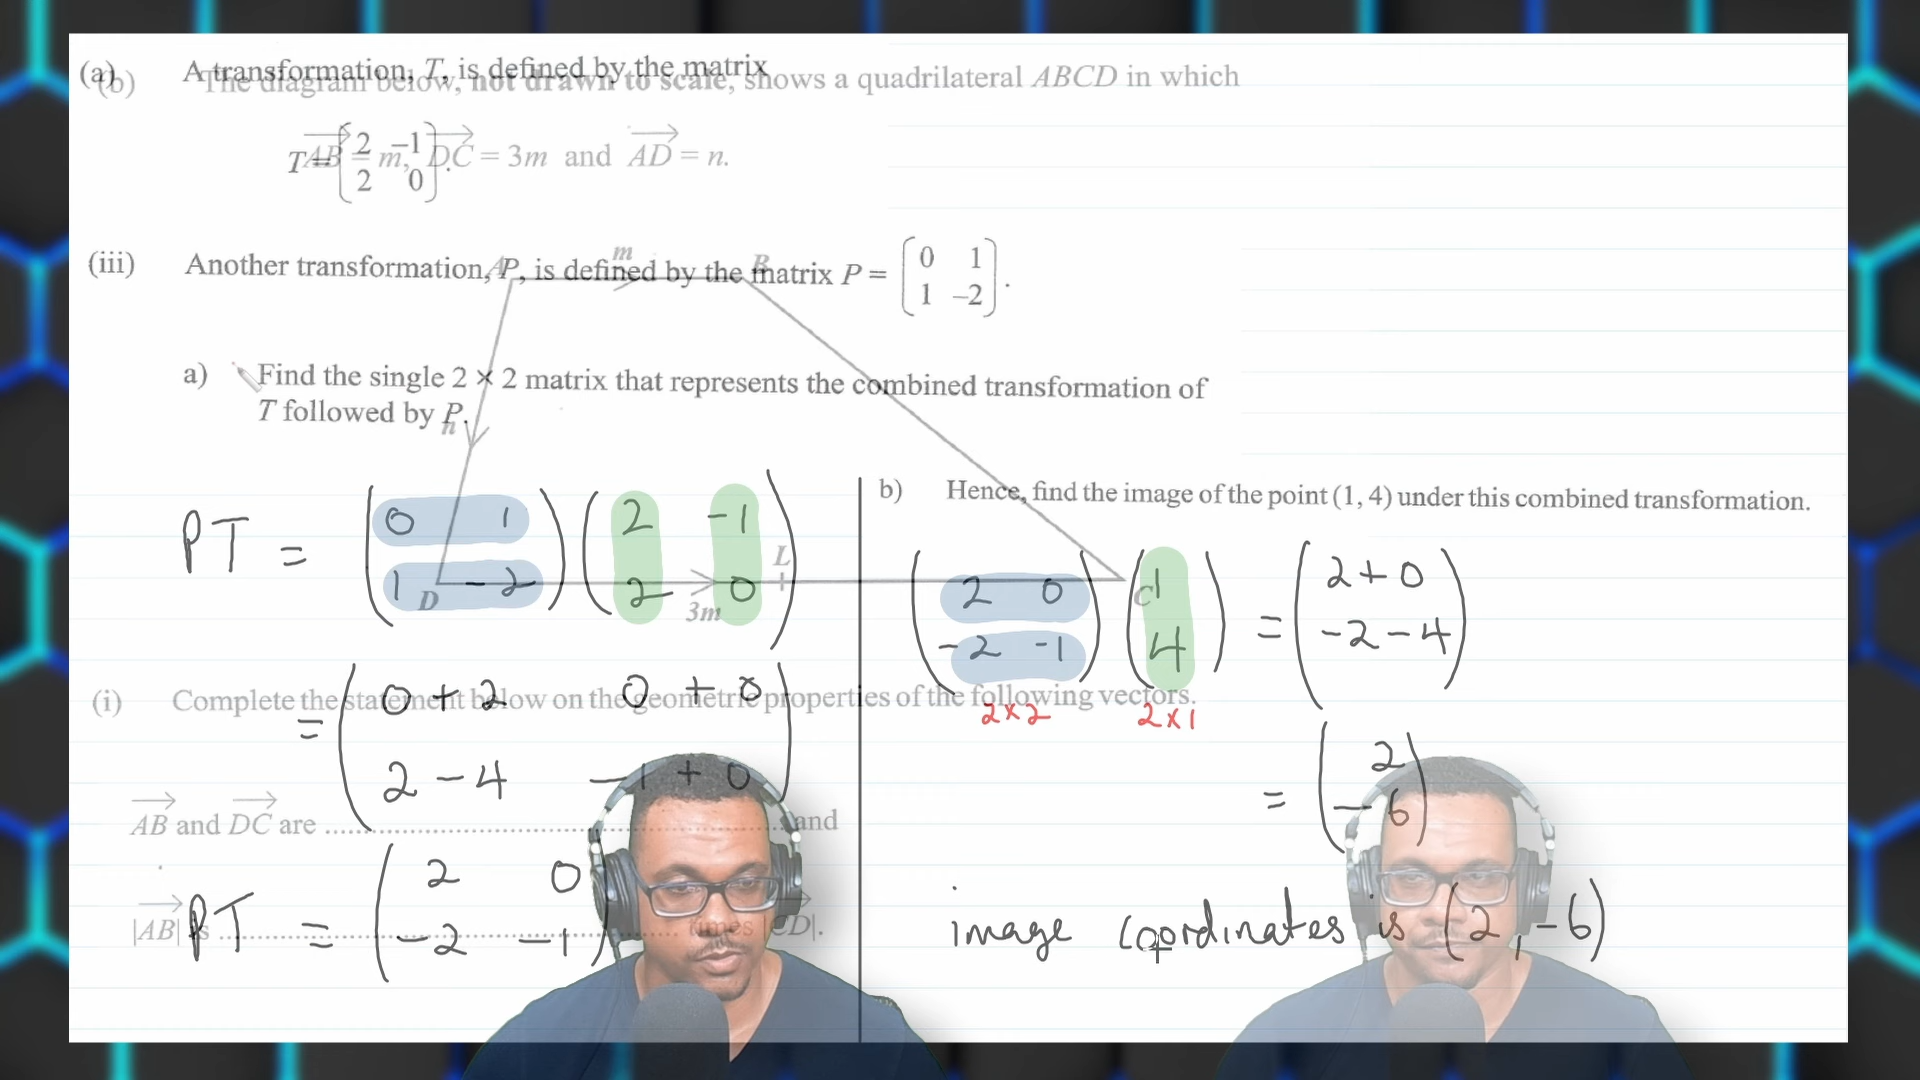 (a) A transformation, T, is defined by the matrix
(b) The diagram below, not drawn to scale, shows a quadrilateral ABCD in which
T = [2 –1
2 0].
AB = m, DC = 3m and AD = n.
(iii) Another transformation, P, is defined by the matrix P = [0 1
1 –2].
m
A B
a) Find the single 2 × 2 matrix that represents the combined transformation of
T followed by P.
n
D
3m
L
C
PT = (0 1
1 -2) (2 -1
2 0)
= (0 + 2 0 + 0
2 - 4 -1 + 0)
PT = (2 0
-2 -1)
b) Hence, find the image of the point (1, 4) under this combined transformation.
(2 0
-2 -1) (1
4) = (2 + 0
-2 - 4)
2×2 2×1
= (2
-6)
image coordinates is (2, -6)
(i) Complete the statement below on the geometric properties of the following vectors.
AB and DC are .......... and
|AB| is .......... times |CD|.